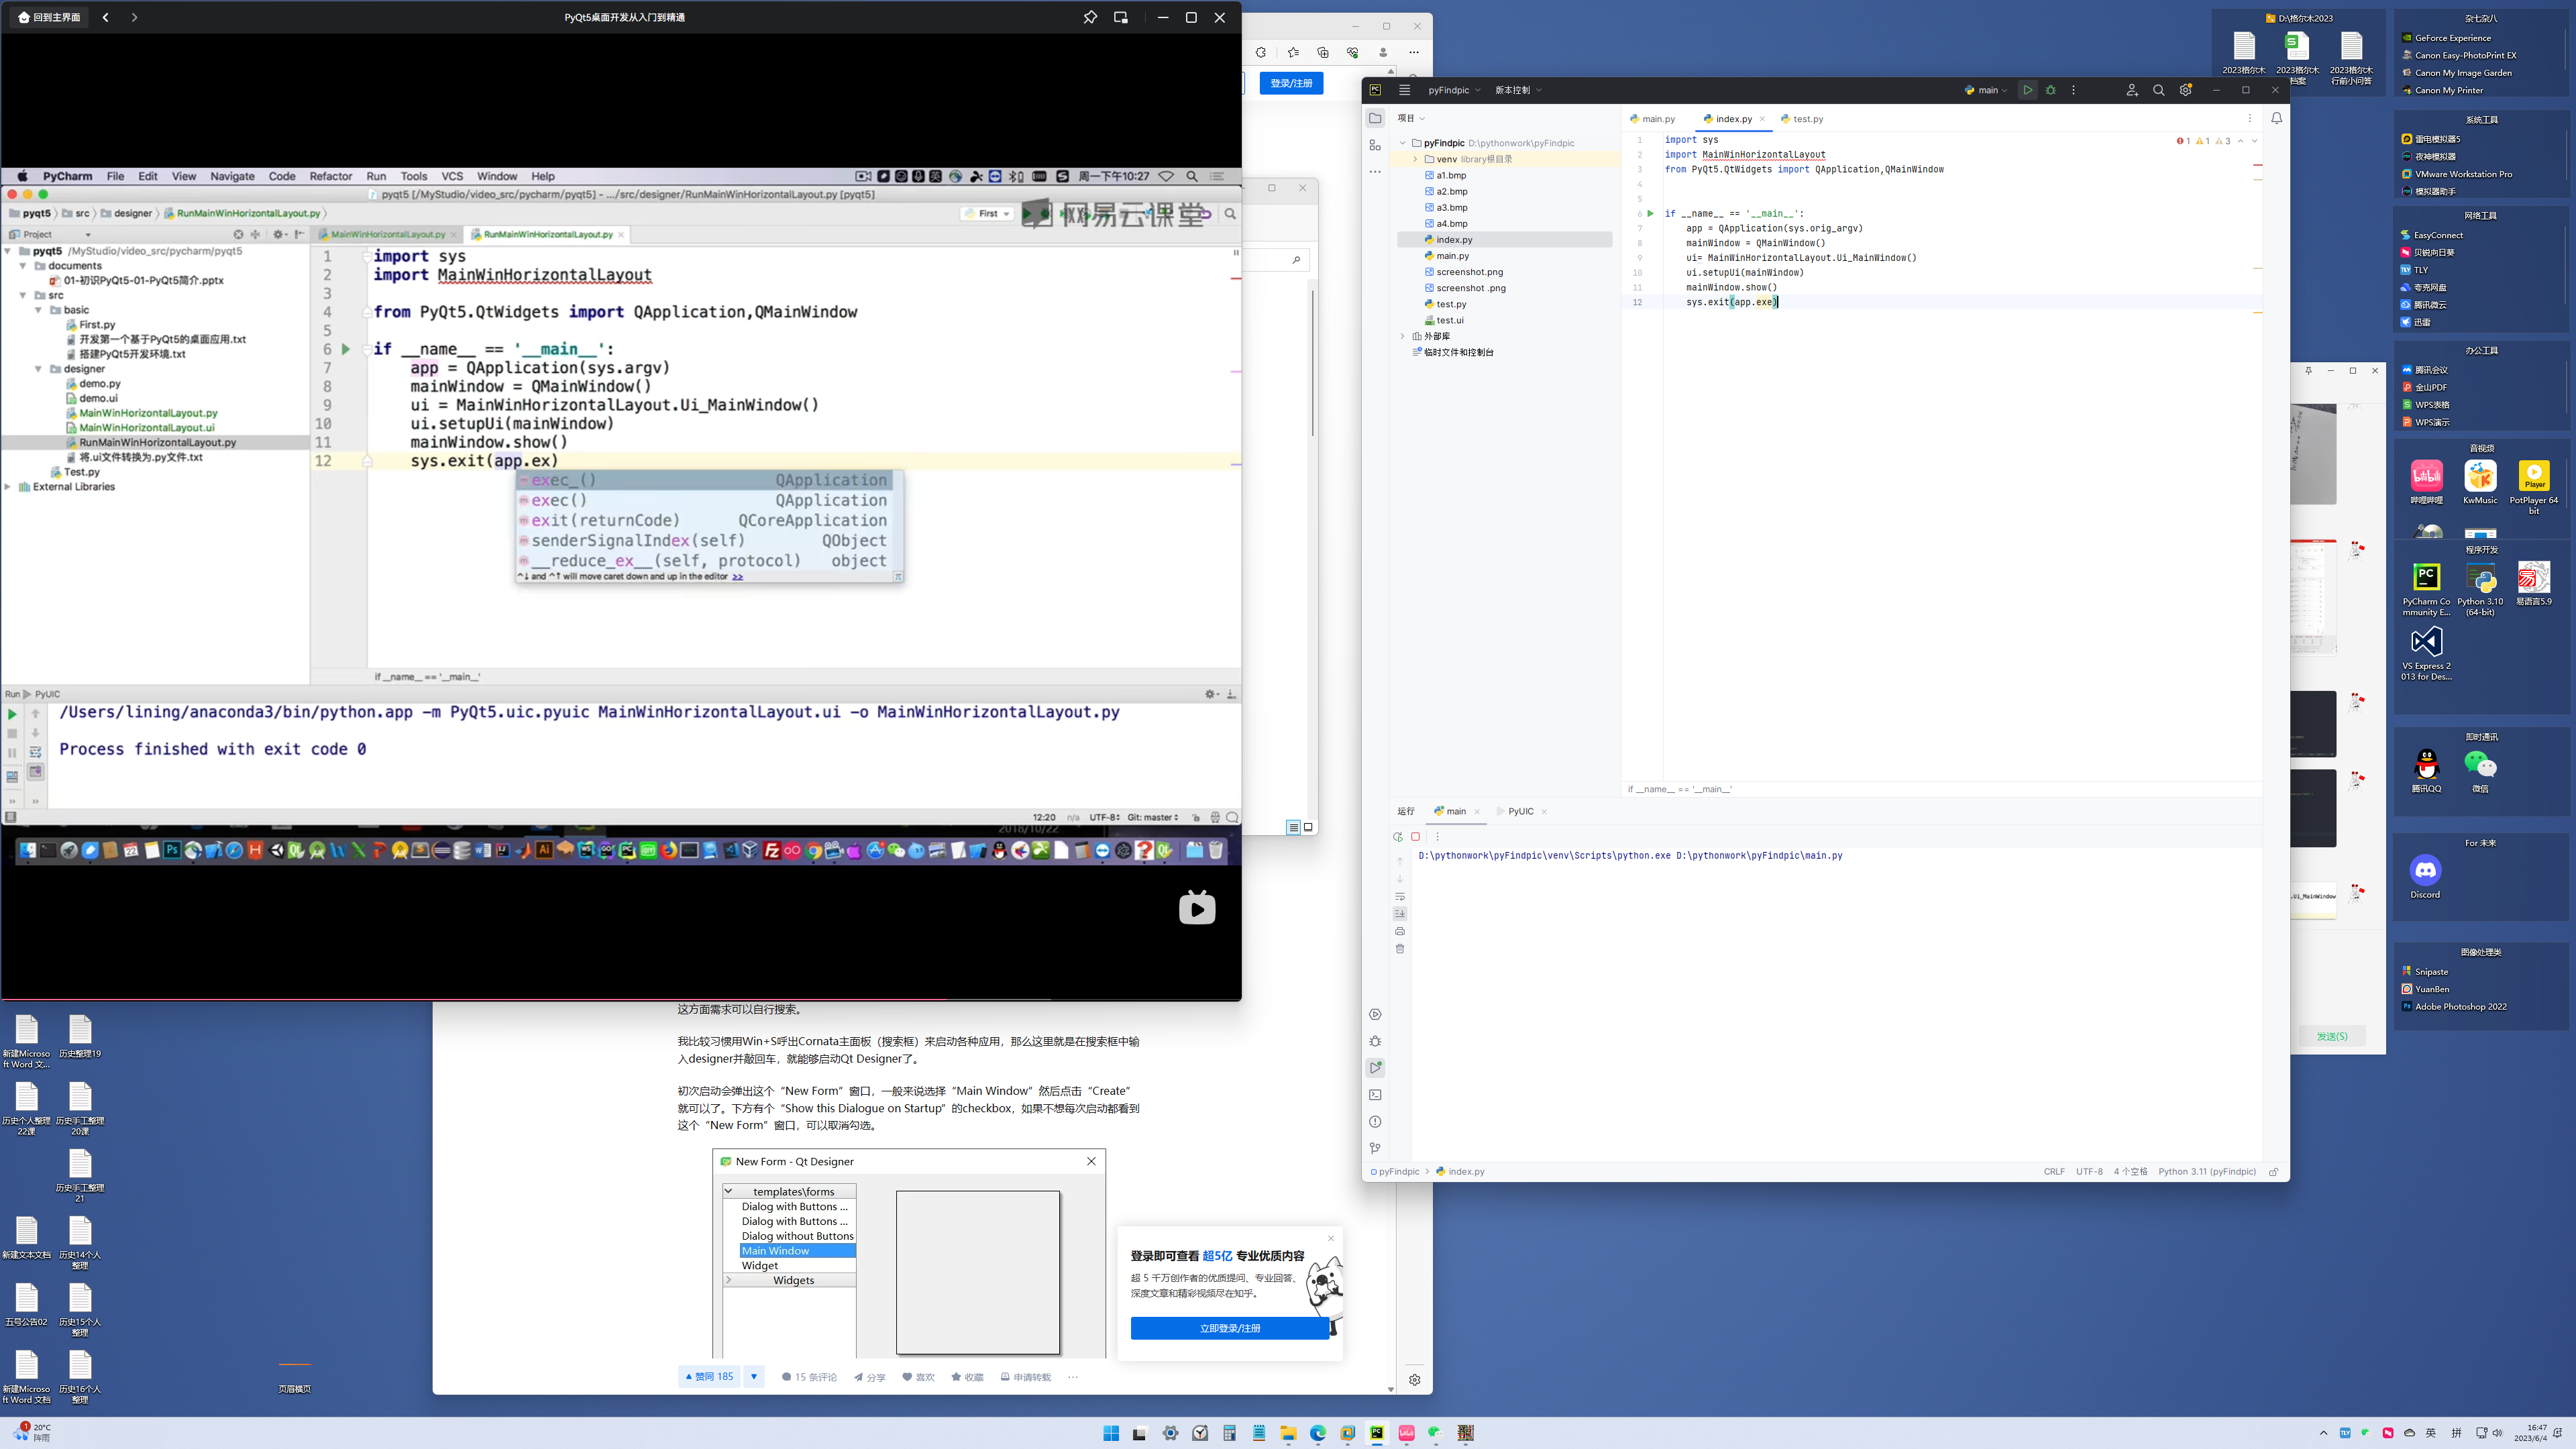 回到主界面
PyQt5桌面开发从入门到精通
PyCharm File Edit View Navigate Code Refactor Run Tools VCS Window Help
周一下午10:27
pyqt5 [/MyStudio/video_src/pycharm/pyqt5] - .../src/designer/RunMainWinHorizontalLayout.py [pyqt5]
pyqt5 src designer RunMainWinHorizontalLayout.py
First
网易云课堂
Project
MainWinHorizontalLayout.py
RunMainWinHorizontalLayout.py
pyqt5 /MyStudio/video_src/pycharm/pyqt5
documents
01-初识PyQt5-01-PyQt5简介.pptx
src
basic
First.py
开发第一个基于PyQt5的桌面应用.txt
搭建PyQt5开发环境.txt
designer
demo.py
demo.ui
MainWinHorizontalLayout.py
MainWinHorizontalLayout.ui
RunMainWinHorizontalLayout.py
将.ui文件转换为.py文件.txt
Test.py
External Libraries
1 import sys
2 import MainWinHorizontalLayout
3
4 from PyQt5.QtWidgets import QApplication,QMainWindow
5
6 if __name__ == '__main__':
7 app = QApplication(sys.argv)
8 mainWindow = QMainWindow()
9 ui = MainWinHorizontalLayout.Ui_MainWindow()
10 ui.setupUi(mainWindow)
11 mainWindow.show()
12 sys.exit(app.ex)
exec_() QApplication
exec() QApplication
exit(returnCode) QCoreApplication
senderSignalIndex(self) QObject
__reduce_ex__(self, protocol) object
^↓ and ^↑ will move caret down and up in the editor >>
if __name__ == '__main__'
Run PyUIC
/Users/lining/anaconda3/bin/python.app -m PyQt5.uic.pyuic MainWinHorizontalLayout.ui -o MainWinHorizontalLayout.py
Process finished with exit code 0
12:20 n/a UTF-8 Git: master
2018/10/22
登录/注册
pyFindpic
版本控制
main
项目
main.py
index.py
test.py
pyFindpic D:\pythonwork\pyFindpic
venv library根目录
a1.bmp
a2.bmp
a3.bmp
a4.bmp
index.py
main.py
screenshot.png
screenshot .png
test.py
test.ui
外部库
临时文件和控制台
1 1 3
1 import sys
2 import MainWinHorizontalLayout
3 from PyQt5.QtWidgets import QApplication,QMainWindow
4
5
6 if __name__ == '__main__':
7 app = QApplication(sys.orig_argv)
8 mainWindow = QMainWindow()
9 ui= MainWinHorizontalLayout.Ui_MainWindow()
10 ui.setupUi(mainWindow)
11 mainWindow.show()
12 sys.exit(app.exe)
if __name__ == '__main__'
运行 main PyUIC
D:\pythonwork\pyFindpic\venv\Scripts\python.exe D:\pythonwork\pyFindpic\main.py
pyFindpic index.py
CRLF UTF-8 4 个空格 Python 3.11 (pyFindpic)
.Ui_MainWindow
发送(S)
这方面需求可以自行搜索。
我比较习惯用Win+S呼出Cornata主面板（搜索框）来启动各种应用，那么这里就是在搜索框中输
入designer并敲回车，就能够启动Qt Designer了。
初次启动会弹出这个“New Form”窗口，一般来说选择“Main Window”然后点击“Create”
就可以了。下方有个“Show this Dialogue on Startup”的checkbox，如果不想每次启动都看到
这个“New Form”窗口，可以取消勾选。
New Form - Qt Designer
templates\forms
Dialog with Buttons ...
Dialog with Buttons ...
Dialog without Buttons
Main Window
Widget
Widgets
赞同 185
15 条评论
分享
喜欢
收藏
申请转载
登录即可查看 超5亿 专业优质内容
超 5 千万创作者的优质提问、专业回答、
深度文章和精彩视频尽在知乎。
立即登录/注册
D:\格尔木2023
2023格尔木
2023格尔木
档案
2023格尔木
行前小问答
杂七杂八
GeForce Experience
Canon Easy-PhotoPrint EX
Canon My Image Garden
Canon My Printer
系统工具
雷电模拟器5
夜神模拟器
VMware Workstation Pro
模拟器助手
网络工具
EasyConnect
贝锐向日葵
TLY
夸克网盘
腾讯微云
迅雷
办公工具
腾讯会议
金山PDF
WPS表格
WPS演示
音视频
哔哩哔哩
KwMusic
PotPlayer 64 bit
程序开发
PyCharm Community E...
Python 3.10 (64-bit)
易语言5.9
VS Express 2013 for Des...
即时通讯
腾讯QQ
微信
For 未来
Discord
图像处理类
Snipaste
YuanBen
Adobe Photoshop 2022
新建Microsoft Word 文...
历史整理19
历史个人整理22课
历史手工整理20课
历史手工整理21
新建文本文档
历史14个人整理
五号公告02
历史15个人整理
新建Microsoft Word 文档
历史16个人整理
页眉横页
1
20°C
阵雨
英
拼
16:47
2023/6/4